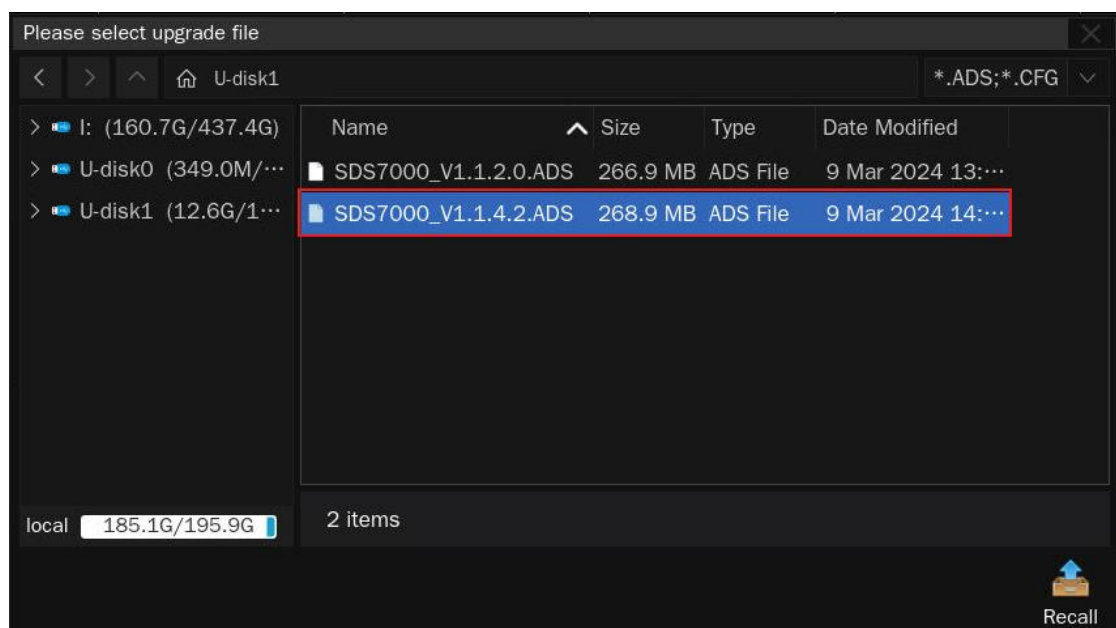 Please select upgrade file
U-disk1
*.ADS;*.CFG
I: (160.7G/437.4G)
U-disk0 (349.0M/⋯
U-disk1 (12.6G/1⋯
Name Size Type Date Modified
SDS7000_V1.1.2.0.ADS 266.9 MB ADS File 9 Mar 2024 13:⋯
SDS7000_V1.1.4.2.ADS 268.9 MB ADS File 9 Mar 2024 14:⋯
local 185.1G/195.9G
2 items
Recall